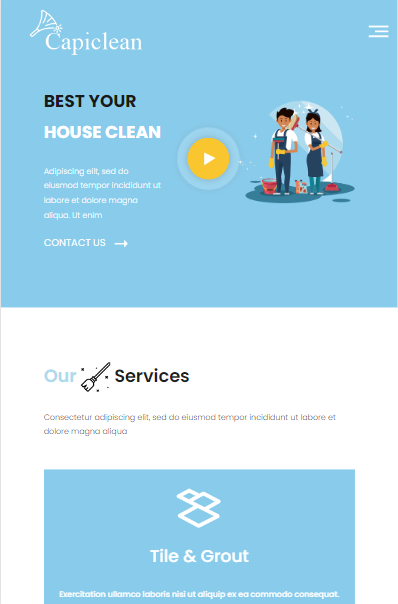 Capiclean
BEST YOUR
HOUSE CLEAN
Adipiscing elit, sed do
eiusmod tempor incididunt ut
labore et dolore magna
aliqua. Ut enim
CONTACT US
Our Services
Consectetur adipiscing elit, sed do eiusmod tempor incididunt ut labore et
dolore magna aliqua
Tile & Grout
Exercitation ullamco laboris nisi ut aliquip ex ea commodo consequat.